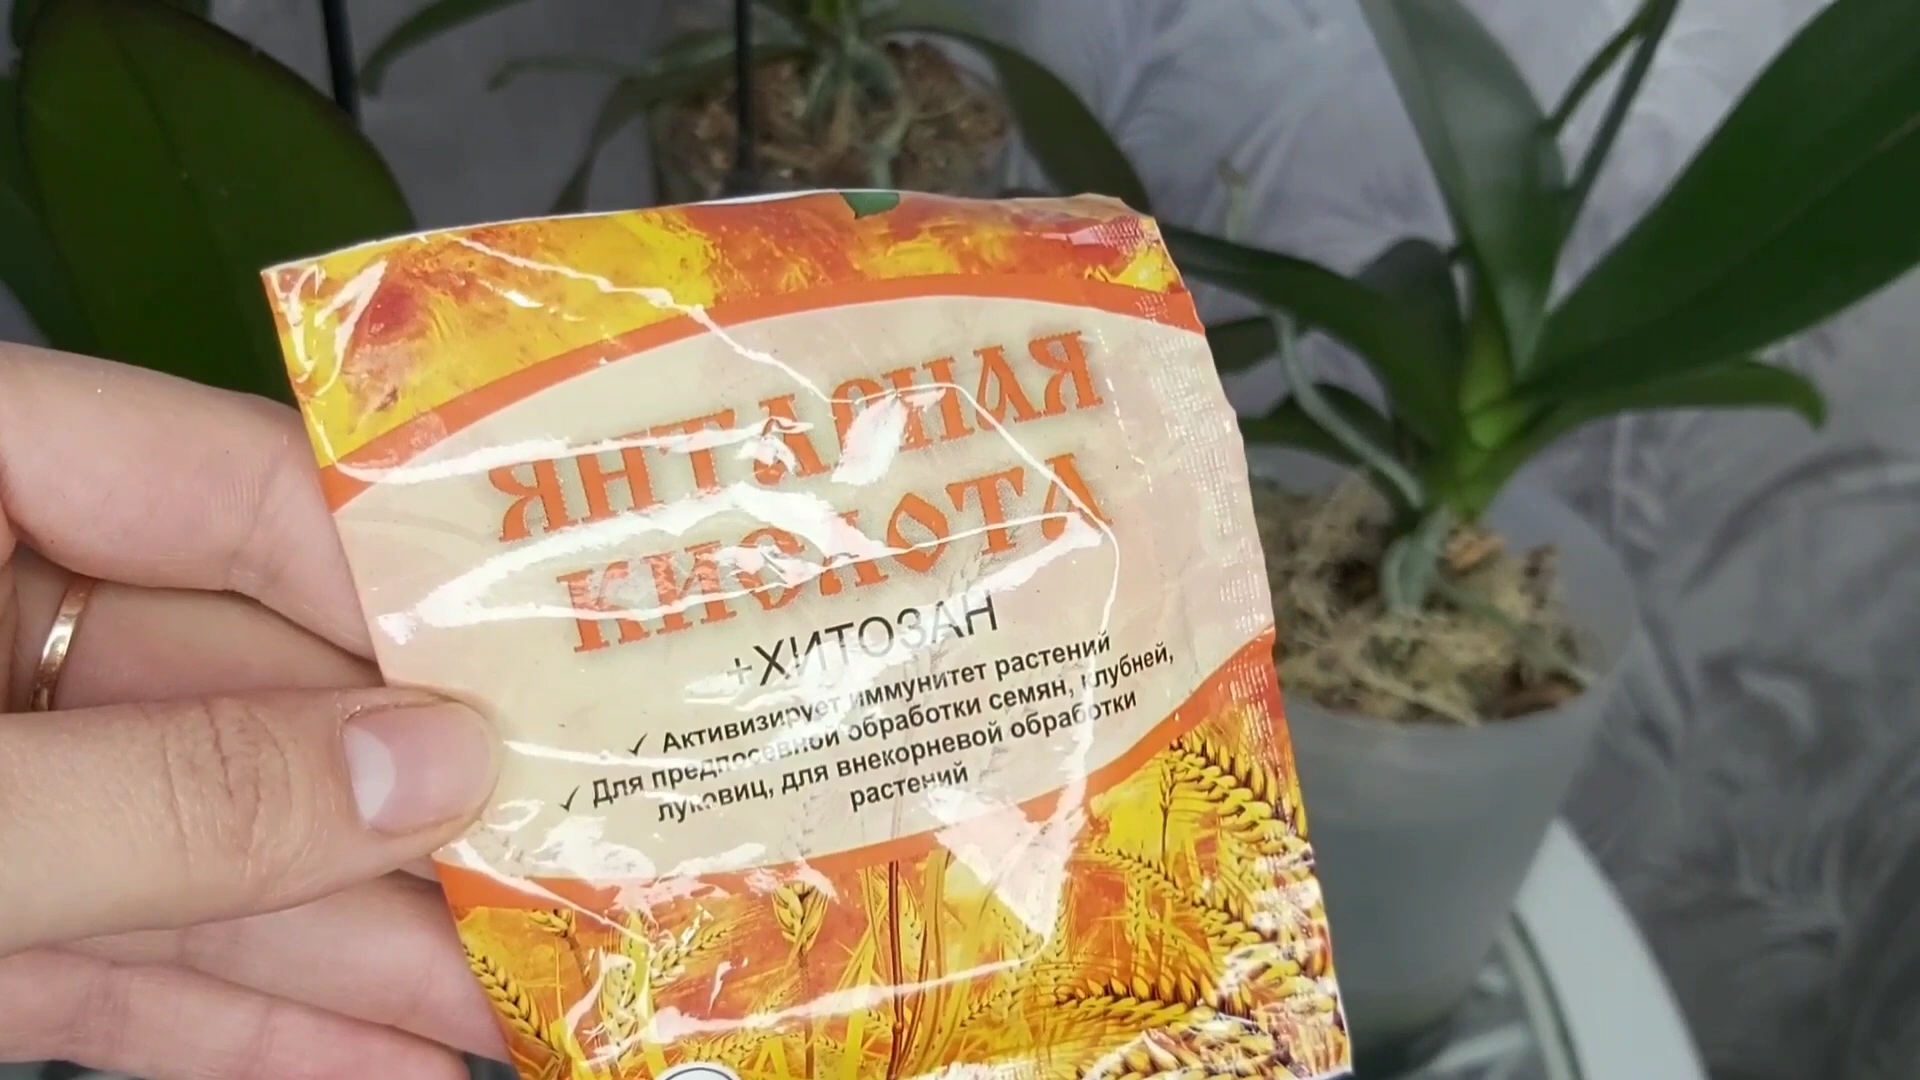 ЯНТАРНАЯ
КИСЛОТА
+ХИТОЗАН
✓ Активизирует иммунитет растений
✓ Для предпосевной обработки семян, клубней,
луковиц, для внекорневой обработки
растений